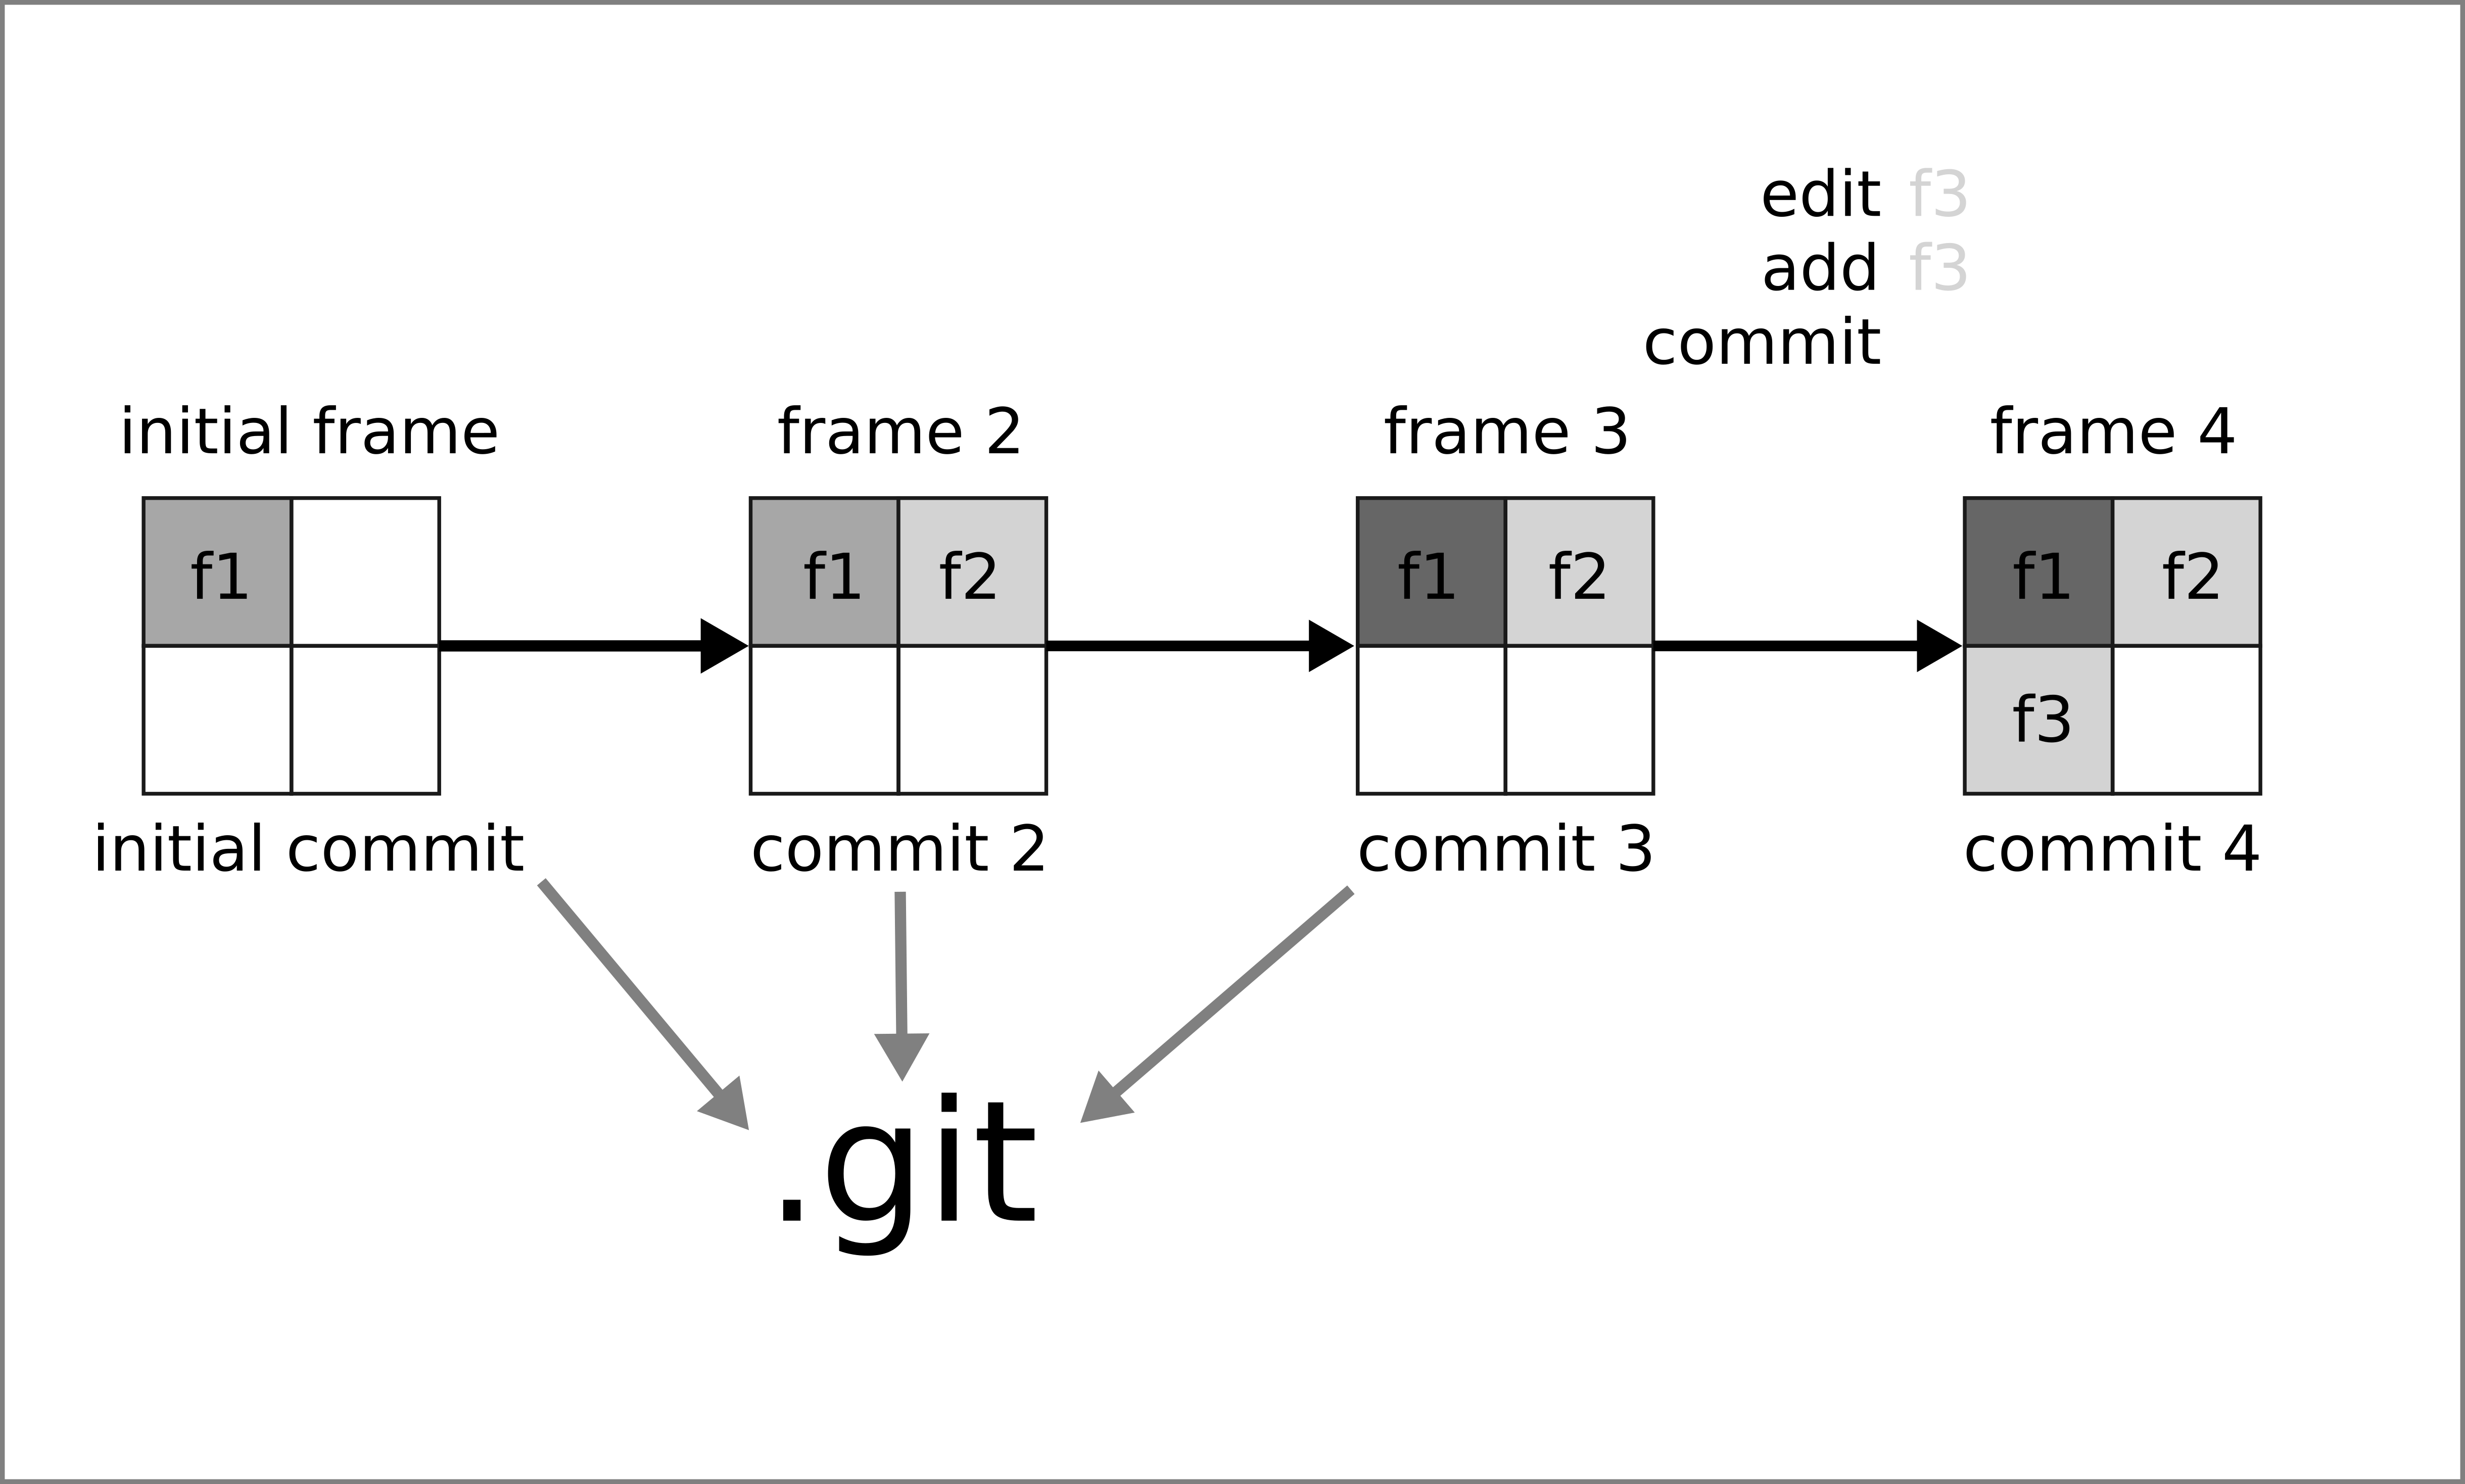 edit f3
add f3
commit
initial frame
frame 2
frame 3
frame 4
f1
f1 f2
f1 f2
f1 f2
f3
initial commit
commit 2
commit 3
commit 4
.git